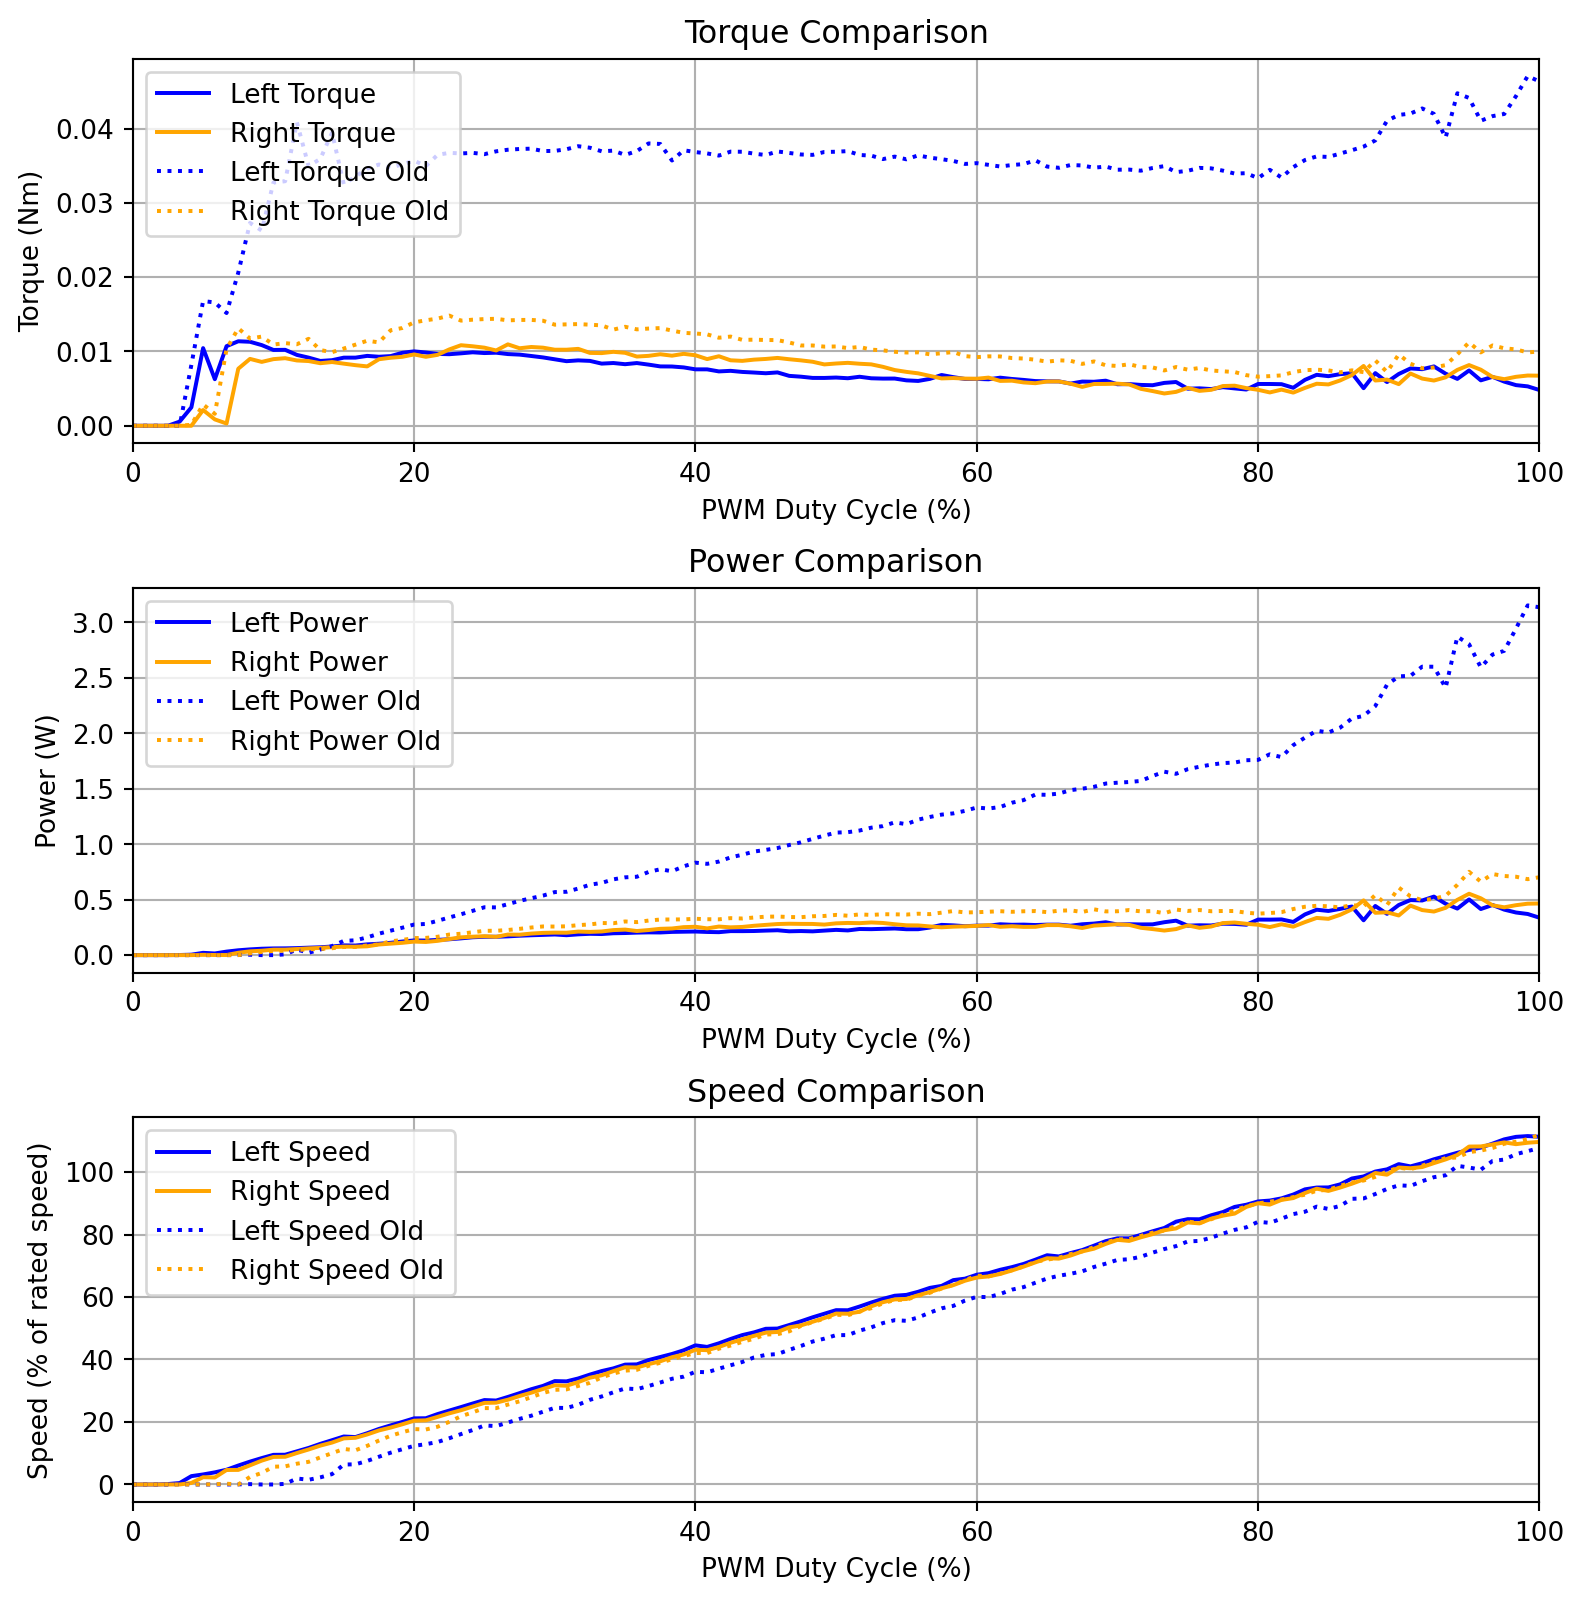 Torque Comparison
Left Torque
Right Torque
Left Torque Old
Right Torque Old
Torque (Nm)
0.04
0.03
0.02
0.01
0.00
0 20 40 60 80 100
PWM Duty Cycle (%)
Power Comparison
Left Power
Right Power
Left Power Old
Right Power Old
Power (W)
3.0
2.5
2.0
1.5
1.0
0.5
0.0
0 20 40 60 80 100
PWM Duty Cycle (%)
Speed Comparison
Left Speed
Right Speed
Left Speed Old
Right Speed Old
Speed (% of rated speed)
100
80
60
40
20
0
0 20 40 60 80 100
PWM Duty Cycle (%)